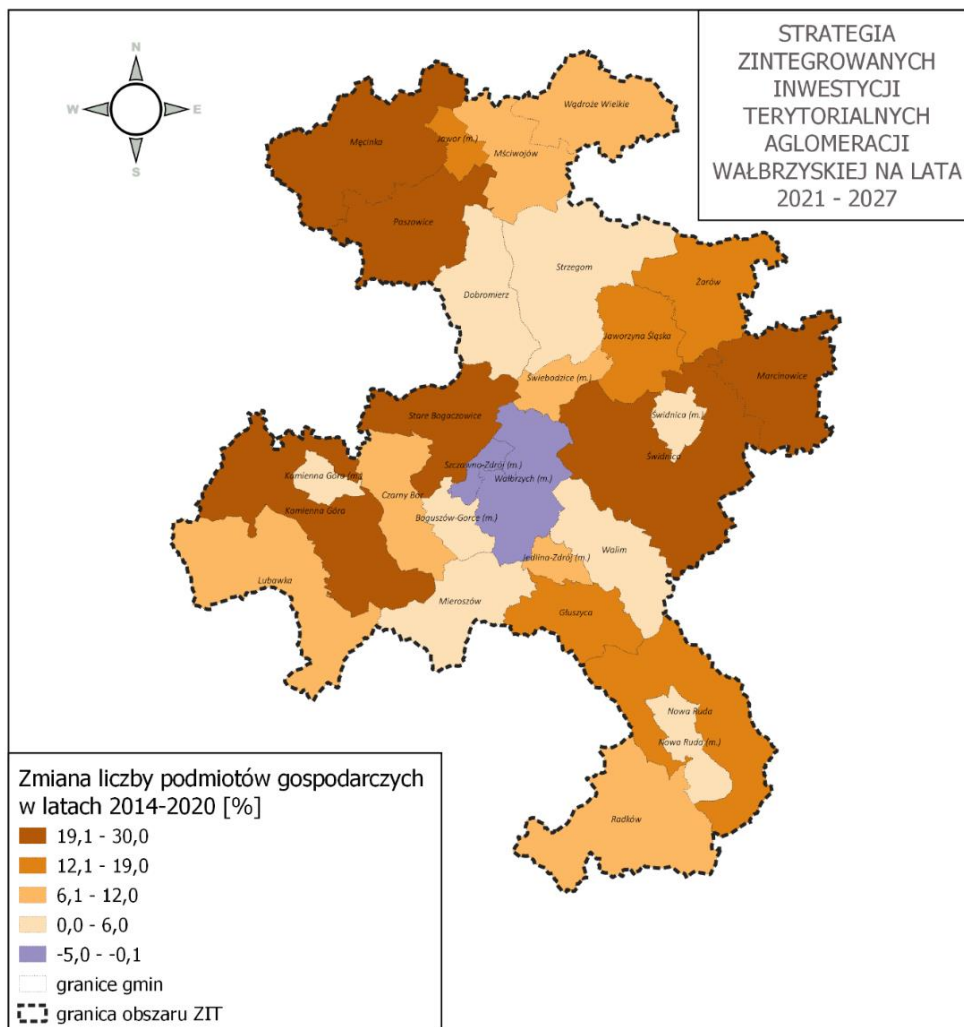 STRATEGIA
ZINTEGROWANYCH
INWESTYCJI
TERYTORIALNYCH
AGLOMERACJI
WAŁBRZYSKIEJ NA LATA
2021 - 2027
N
W
E
S
Wądroże Wielkie
Męcinka
Jawor (m.)
Mściwojów
Paszowice
Strzegom
Dobromierz
Żarów
Jaworzyna Śląska
Marcinowice
Świebodzice (m.)
Stare Bogaczowice
Świdnica (m.)
Świdnica
Szczawno-Zdrój (m.)
Wałbrzych (m.)
Kamienna Góra (m.)
Czarny Bór
Kamienna Góra
Boguszów-Gorce (m.)
Walim
Jedlina-Zdrój (m.)
Lubawka
Mieroszów
Głuszyca
Nowa Ruda
Nowa Ruda (m.)
Radków
Zmiana liczby podmiotów gospodarczych
w latach 2014-2020 [%]
19,1 - 30,0
12,1 - 19,0
6,1 - 12,0
0,0 - 6,0
-5,0 - -0,1
granice gmin
granica obszaru ZIT